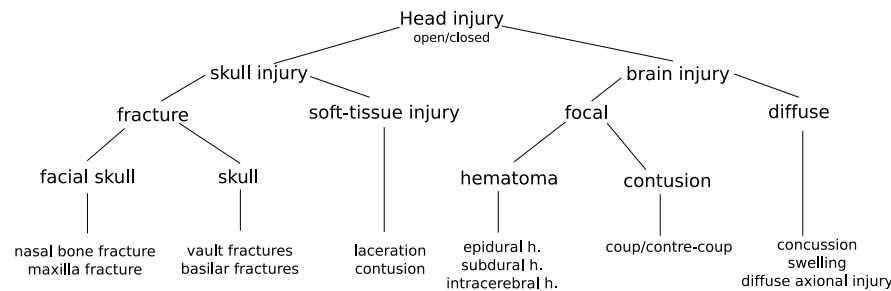 Head injury
open/closed
skull injury
brain injury
fracture
soft-tissue injury
focal
diffuse
facial skull
skull
hematoma
contusion
nasal bone fracture
maxilla fracture
vault fractures
basilar fractures
laceration
contusion
epidural h.
subdural h.
intracerebral h.
coup/contre-coup
concussion
swelling
diffuse axional injury